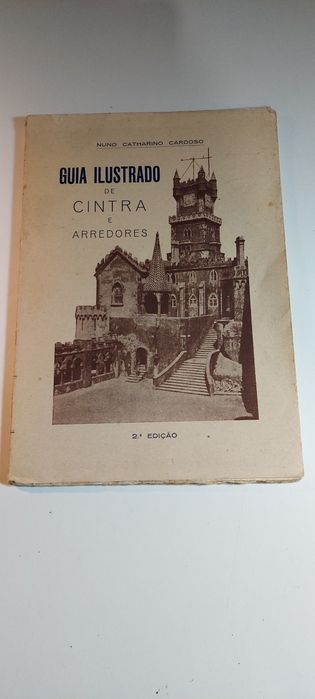 NUNO CATHARINO CARDOSO
GUIA ILUSTRADO
DE
CINTRA
E
ARREDORES
2.ª EDIÇÃO